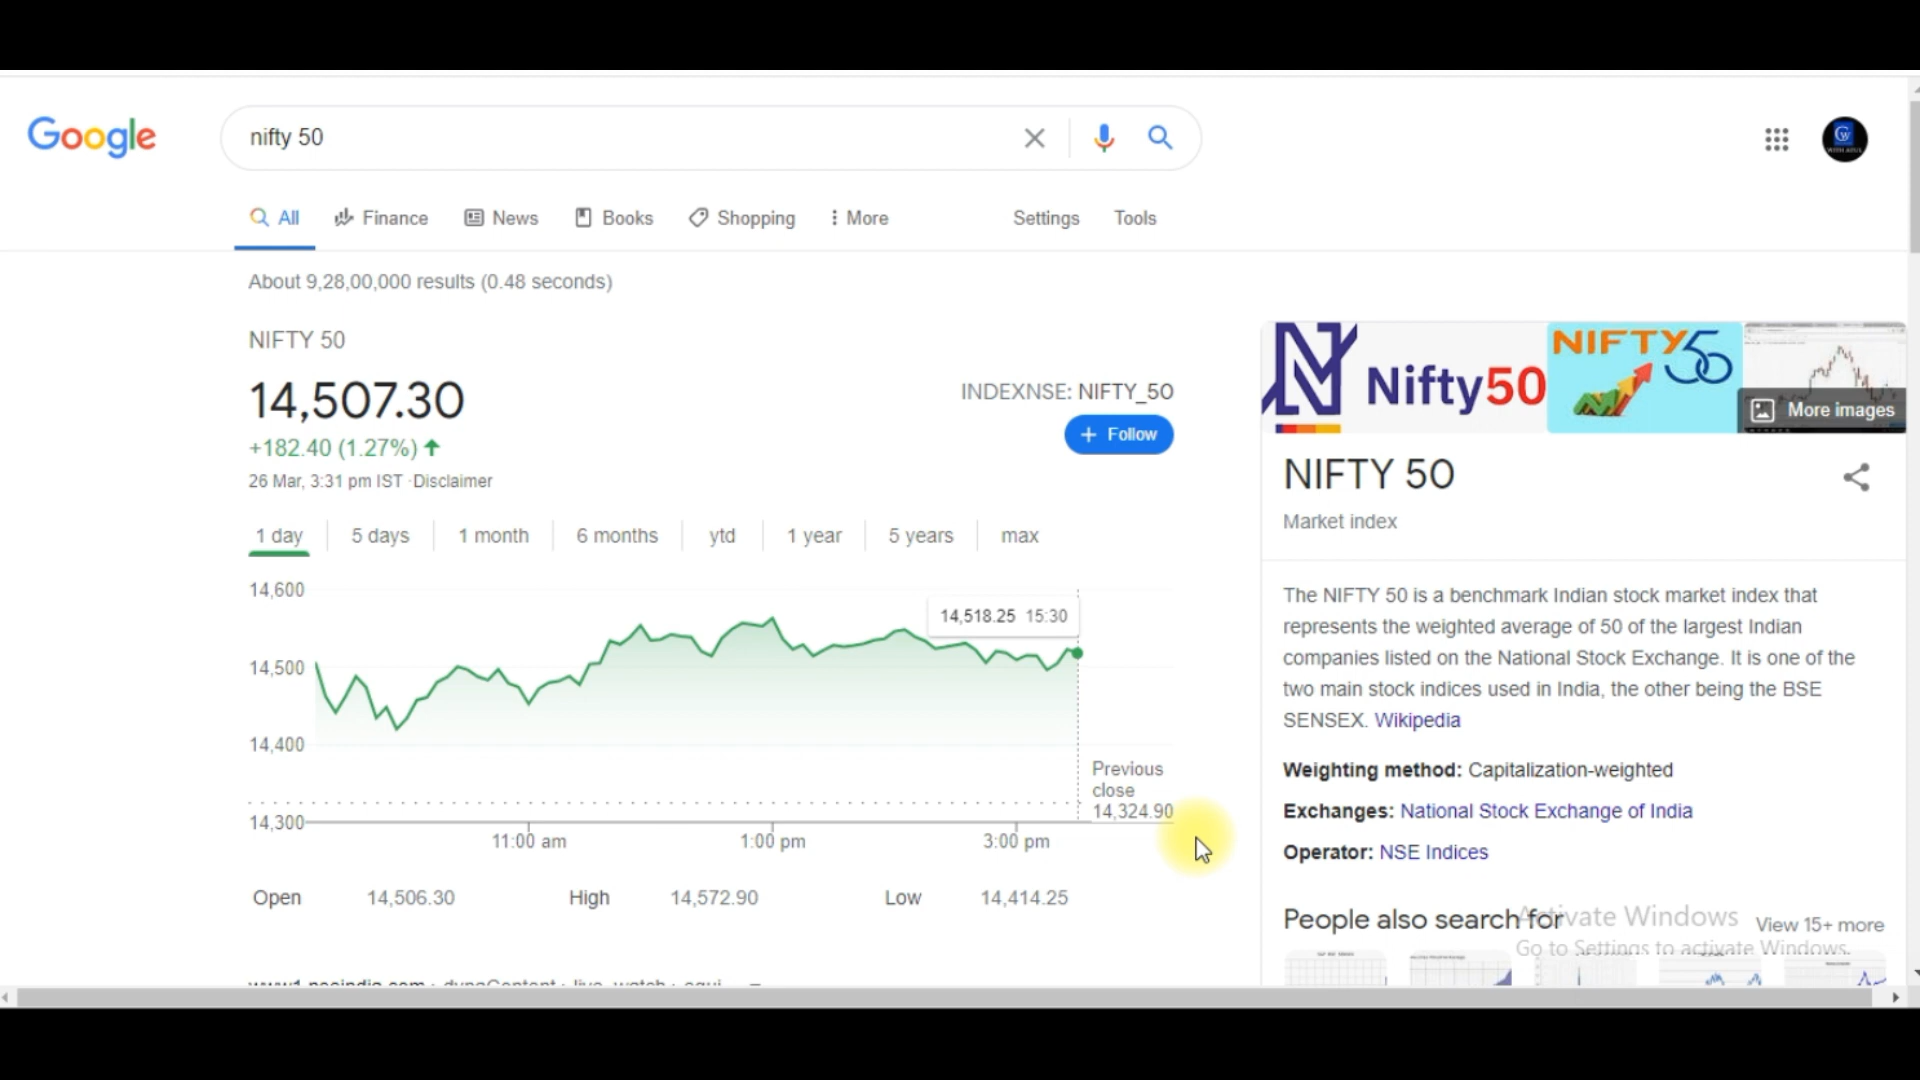 Google
nifty 50
All
Finance
News
Books
Shopping
More
Settings
Tools
About 9,28,00,000 results (0.48 seconds)
NIFTY 50
14,507.30
+182.40 (1.27%)
26 Mar, 3:31 pm IST · Disclaimer
INDEXNSE: NIFTY_50
+ Follow
1 day
5 days
1 month
6 months
ytd
1 year
5 years
max
14,600
14,500
14,400
14,300
14,518.25 15:30
Previous
close
14,324.90
11:00 am
1:00 pm
3:00 pm
Open 14,506.30 High 14,572.90 Low 14,414.25
Nifty50
NIFTY 50
More images
NIFTY 50
Market index
The NIFTY 50 is a benchmark Indian stock market index that
represents the weighted average of 50 of the largest Indian
companies listed on the National Stock Exchange. It is one of the
two main stock indices used in India, the other being the BSE
SENSEX. Wikipedia
Weighting method: Capitalization-weighted
Exchanges: National Stock Exchange of India
Operator: NSE Indices
People also search for
View 15+ more
Activate Windows
Go to Settings to activate Windows.